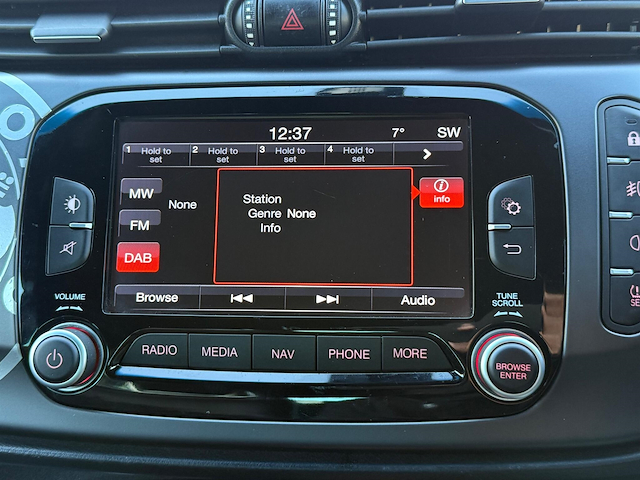 12:37 7° SW
1 Hold to set 2 Hold to set 3 Hold to set 4 Hold to set >
MW
FM
DAB
None
Station
Genre None
Info
i
info
Browse Audio
VOLUME
TUNE
SCROLL
RADIO MEDIA NAV PHONE MORE
BROWSE
ENTER